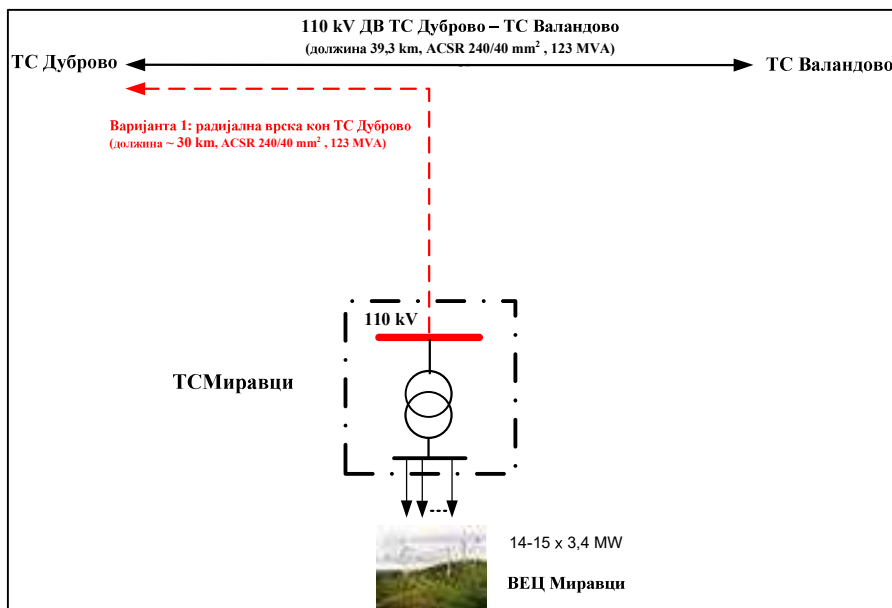 110 kV ДВ ТС Дуброво – ТС Валандово
(должина 39,3 km, ACSR 240/40 mm² , 123 MVA)
ТС Дуброво
ТС Валандово
Варијанта 1: радијална врска кон ТС Дуброво
(должина ~ 30 km, ACSR 240/40 mm² , 123 MVA)
110 kV
ТСМиравци
14-15 x 3,4 MW
ВЕЦ Миравци